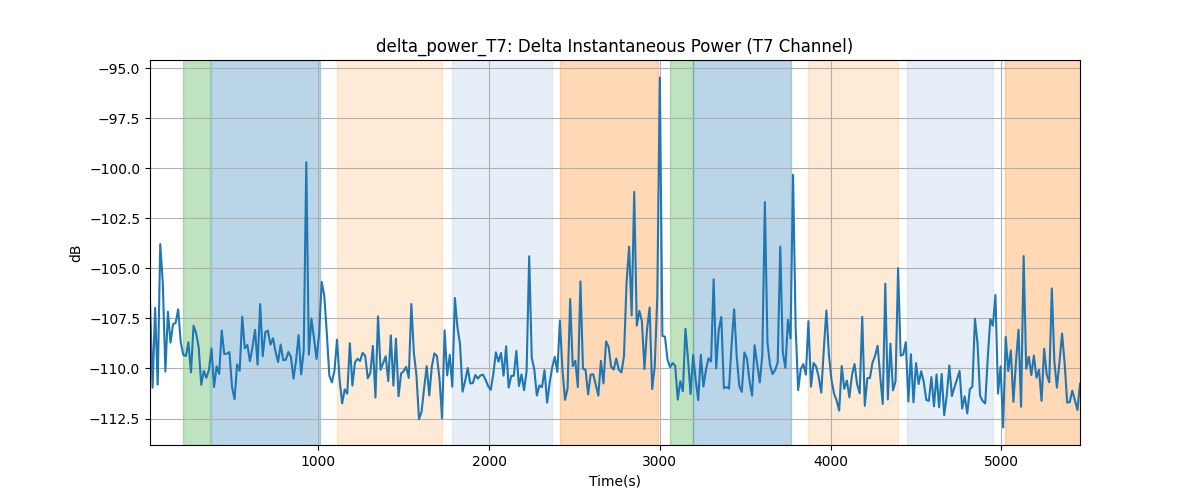 delta_power_T7: Delta Instantaneous Power (T7 Channel)
−95.0
−97.5
−100.0
−102.5
−105.0
−107.5
−110.0
−112.5
dB
1000 2000 3000 4000 5000
Time(s)